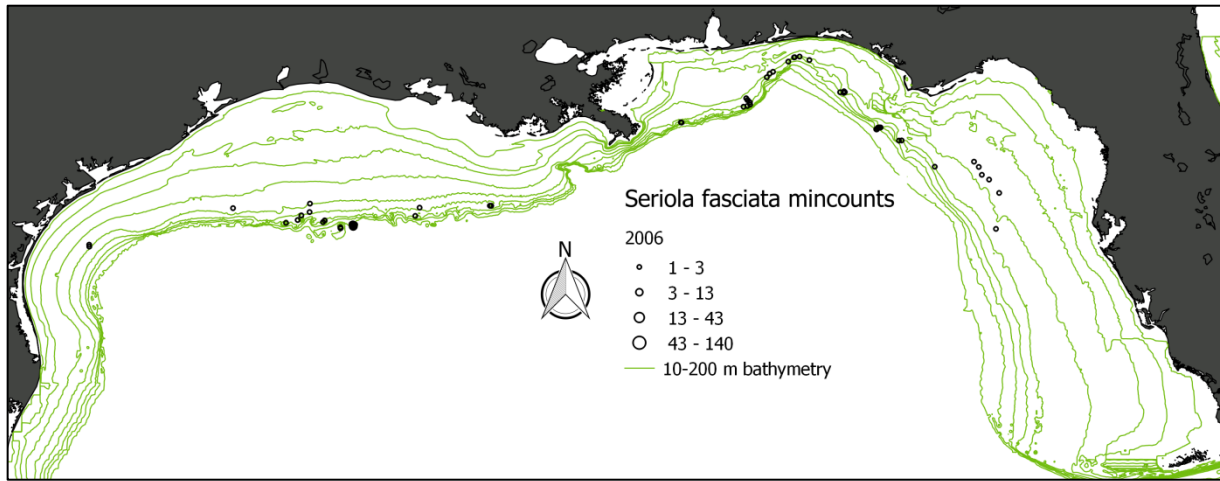 Seriola fasciata mincounts
2006
N
1 - 3
3 - 13
13 - 43
43 - 140
10-200 m bathymetry